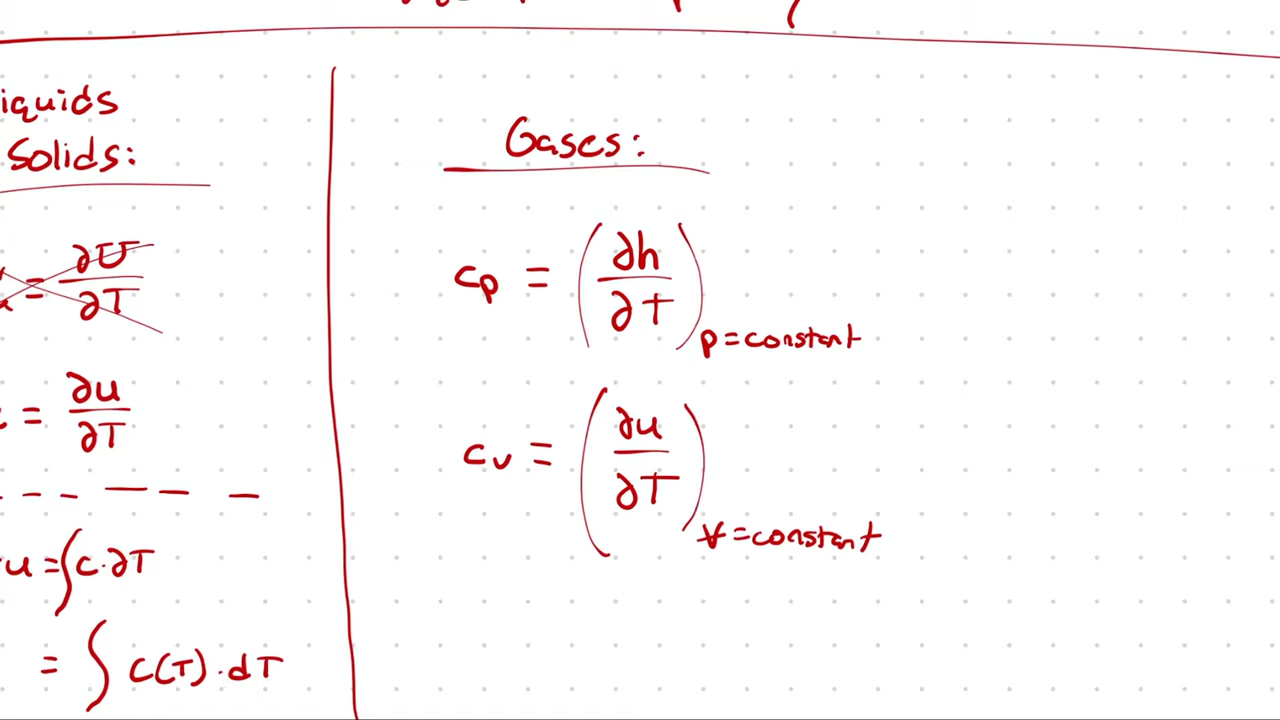 iquids
Solids:
= ∂U/∂T
= ∂u/∂T
u = ∫c·∂T
= ∫ c(T)·dT
Gases:
cp = (∂h/∂T) p=constant
cv = (∂u/∂T) V=constant